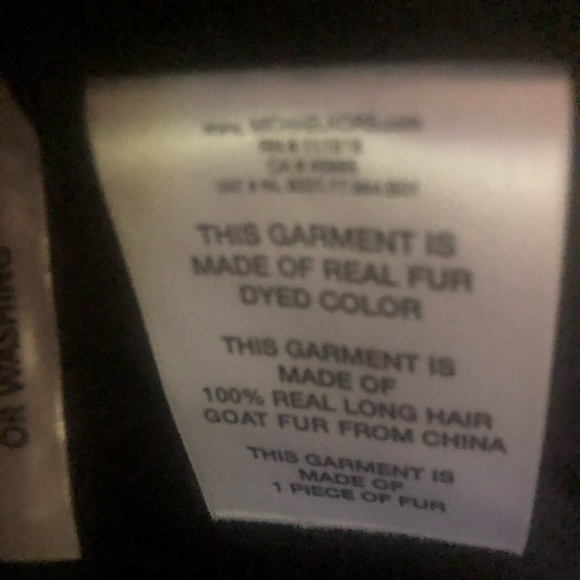 THIS GARMENT IS
MADE OF REAL FUR
DYED COLOR
THIS GARMENT IS
MADE OF
100% REAL LONG HAIR
GOAT FUR FROM CHINA
THIS GARMENT IS
MADE OF
1 PIECE OF FUR
OR WASHING